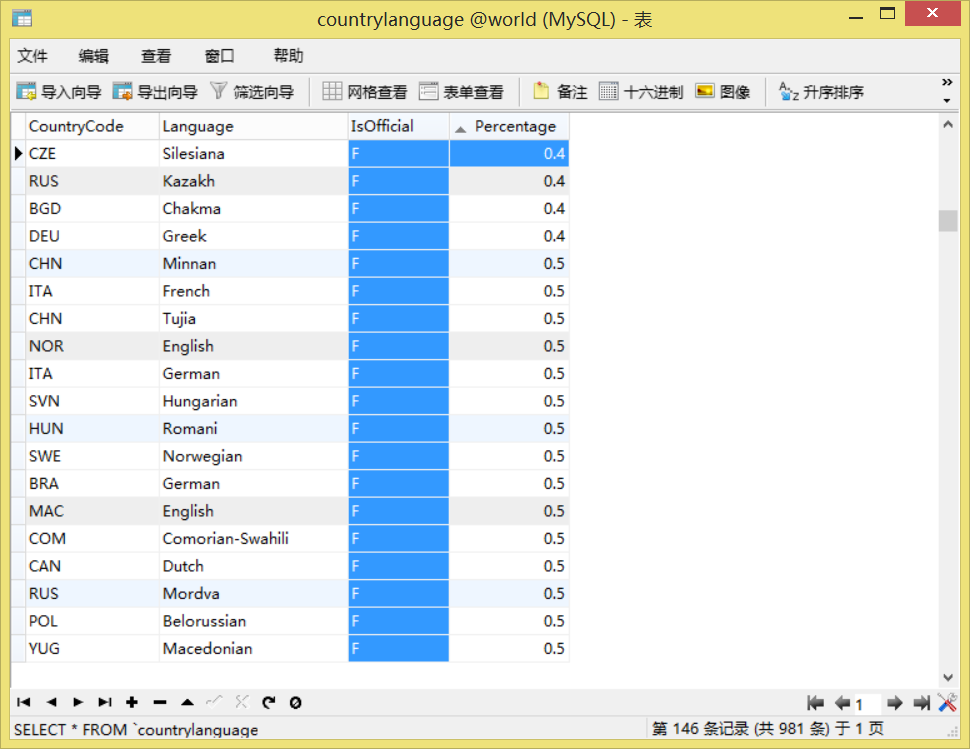 countrylanguage @world (MySQL) - 表
文件 编辑 查看 窗口 帮助
导入向导 导出向导 筛选向导 网格查看 表单查看 备注 十六进制 图像 升序排序
CountryCode Language IsOfficial Percentage
CZE Silesiana F 0.4
RUS Kazakh F 0.4
BGD Chakma F 0.4
DEU Greek F 0.4
CHN Minnan F 0.5
ITA French F 0.5
CHN Tujia F 0.5
NOR English F 0.5
ITA German F 0.5
SVN Hungarian F 0.5
HUN Romani F 0.5
SWE Norwegian F 0.5
BRA German F 0.5
MAC English F 0.5
COM Comorian-Swahili F 0.5
CAN Dutch F 0.5
RUS Mordva F 0.5
POL Belorussian F 0.5
YUG Macedonian F 0.5
1
SELECT * FROM `countrylanguage 第 146 条记录 (共 981 条) 于 1 页